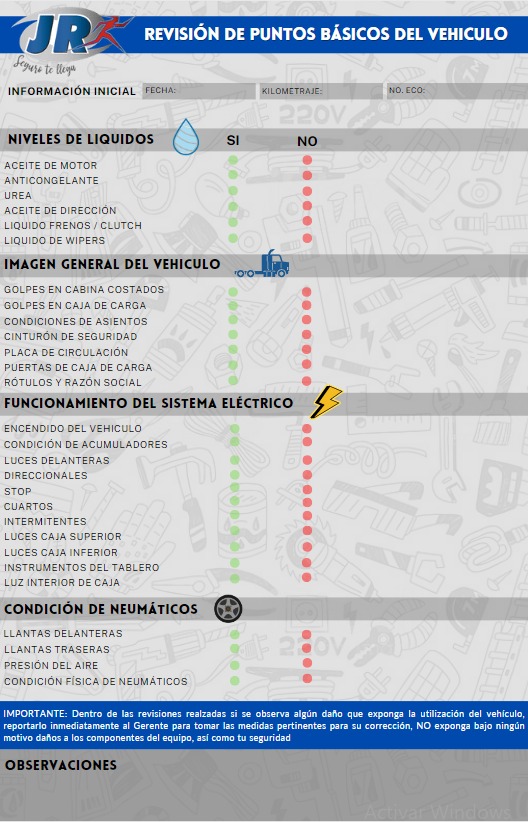 JR
Seguro te llega
REVISIÓN DE PUNTOS BÁSICOS DEL VEHICULO
INFORMACIÓN INICIAL FECHA: KILOMETRAJE: NO. ECO:
220V
NIVELES DE LIQUIDOS SI NO
ACEITE DE MOTOR
ANTICONGELANTE
UREA
ACEITE DE DIRECCIÓN
LIQUIDO FRENOS / CLUTCH
LIQUIDO DE WIPERS
IMAGEN GENERAL DEL VEHICULO
GOLPES EN CABINA COSTADOS
GOLPES EN CAJA DE CARGA
CONDICIONES DE ASIENTOS
CINTURÓN DE SEGURIDAD
PLACA DE CIRCULACIÓN
PUERTAS DE CAJA DE CARGA
RÓTULOS Y RAZÓN SOCIAL
FUNCIONAMIENTO DEL SISTEMA ELÉCTRICO
ENCENDIDO DEL VEHICULO
CONDICIÓN DE ACUMULADORES
LUCES DELANTERAS
DIRECCIONALES
STOP
CUARTOS
INTERMITENTES
LUCES CAJA SUPERIOR
LUCES CAJA INFERIOR
INSTRUMENTOS DEL TABLERO
LUZ INTERIOR DE CAJA
CONDICIÓN DE NEUMÁTICOS
LLANTAS DELANTERAS
LLANTAS TRASERAS
220V
PRESIÓN DEL AIRE
CONDICIÓN FÍSICA DE NEUMÁTICOS
IMPORTANTE: Dentro de las revisiones realzadas si se observa algún daño que exponga la utilización del vehículo,
reportarlo inmediatamente al Gerente para tomar las medidas pertinentes para su corrección, NO exponga bajo ningún
motivo daños a los componentes del equipo, así como tu seguridad
OBSERVACIONES
Activar Windows